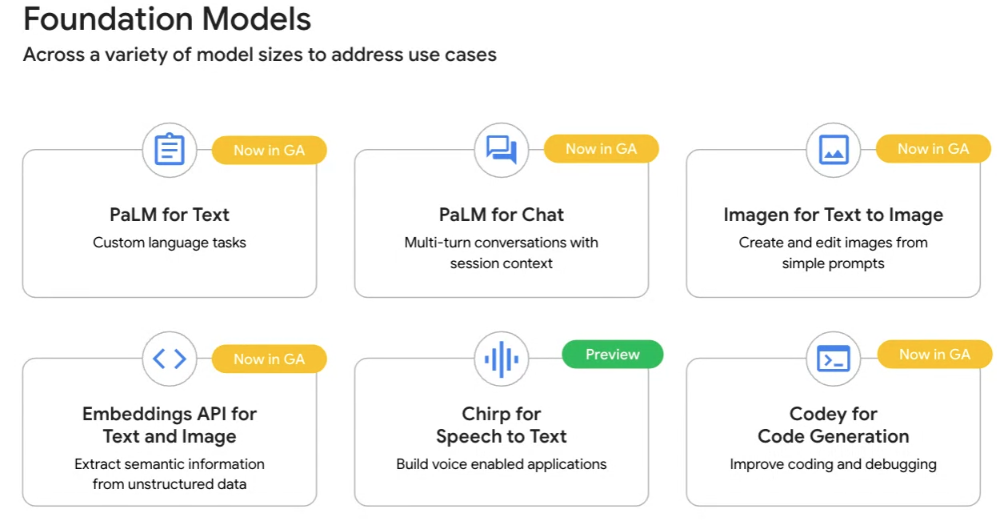 Foundation Models
Across a variety of model sizes to address use cases
Now in GA
PaLM for Text
Custom language tasks
Now in GA
PaLM for Chat
Multi-turn conversations with
session context
Now in GA
Imagen for Text to Image
Create and edit images from
simple prompts
Now in GA
Embeddings API for
Text and Image
Extract semantic information
from unstructured data
Preview
Chirp for
Speech to Text
Build voice enabled applications
Now in GA
Codey for
Code Generation
Improve coding and debugging